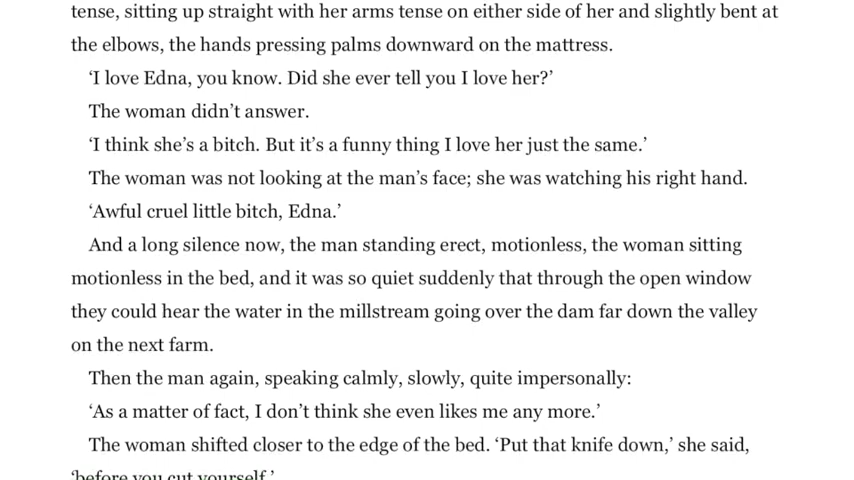 tense, sitting up straight with her arms tense on either side of her and slightly bent at
the elbows, the hands pressing palms downward on the mattress.
‘I love Edna, you know. Did she ever tell you I love her?’
The woman didn’t answer.
‘I think she’s a bitch. But it’s a funny thing I love her just the same.’
The woman was not looking at the man’s face; she was watching his right hand.
‘Awful cruel little bitch, Edna.’
And a long silence now, the man standing erect, motionless, the woman sitting
motionless in the bed, and it was so quiet suddenly that through the open window
they could hear the water in the millstream going over the dam far down the valley
on the next farm.
Then the man again, speaking calmly, slowly, quite impersonally:
‘As a matter of fact, I don’t think she even likes me any more.’
The woman shifted closer to the edge of the bed. ‘Put that knife down,’ she said,
‘before you cut yourself.’